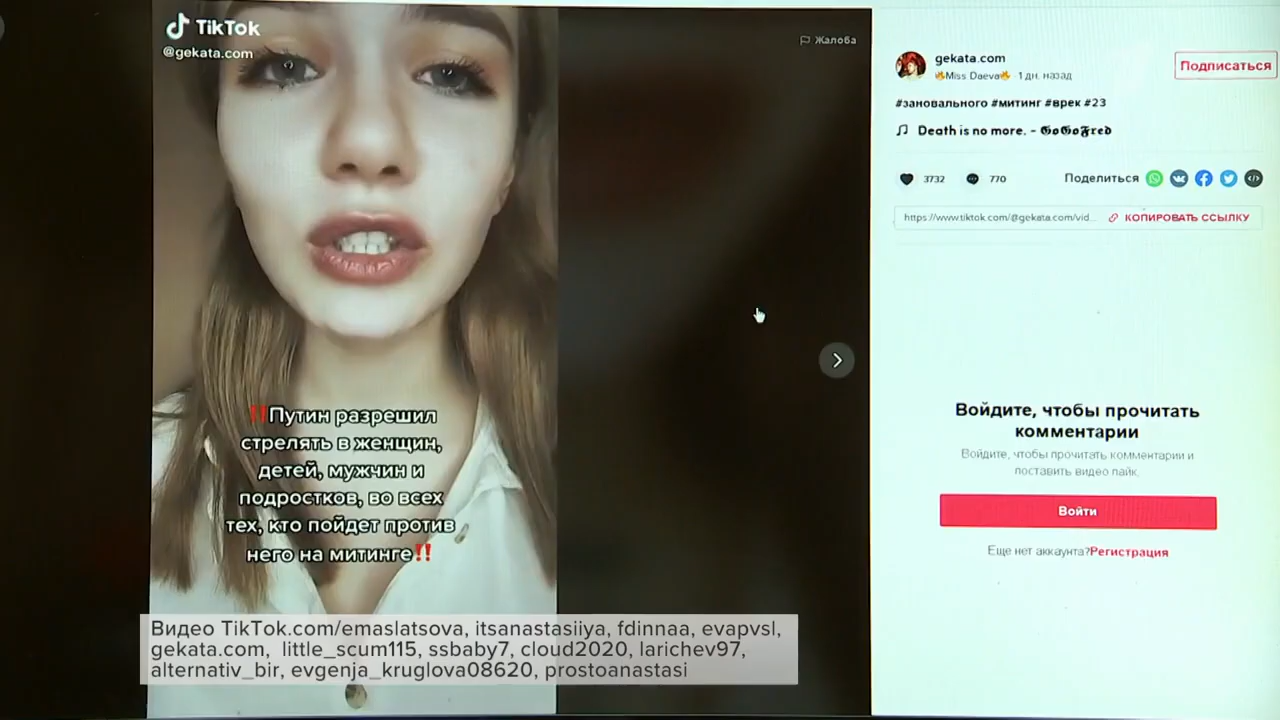 TikTok
@gekata.com
Жалоба
gekata.com
🔥Miss Daeva🔥 · 1 дн. назад
Подписаться
#зановального #митинг #врек #23
♫ Death is no more. - 𝕲𝖔𝕲𝖔𝕱𝖗𝖊𝖉
3732 770 Поделиться
https://www.tiktok.com/@gekata.com/vid... КОПИРОВАТЬ ССЫЛКУ
‼Путин разрешил
стрелять в женщин,
детей, мужчин и
подростков, во всех
тех, кто пойдет против
него на митинге‼
Войдите, чтобы прочитать
комментарии
Войдите, чтобы прочитать комментарии и
поставить видео лайк.
Войти
Еще нет аккаунта?Регистрация
Видео TikTok.com/emaslatsova, itsanastasiiya, fdinnaa, evapvsl,
gekata.com, little_scum115, ssbaby7, cloud2020, larichev97,
alternativ_bir, evgenja_kruglova08620, prostoanastasi